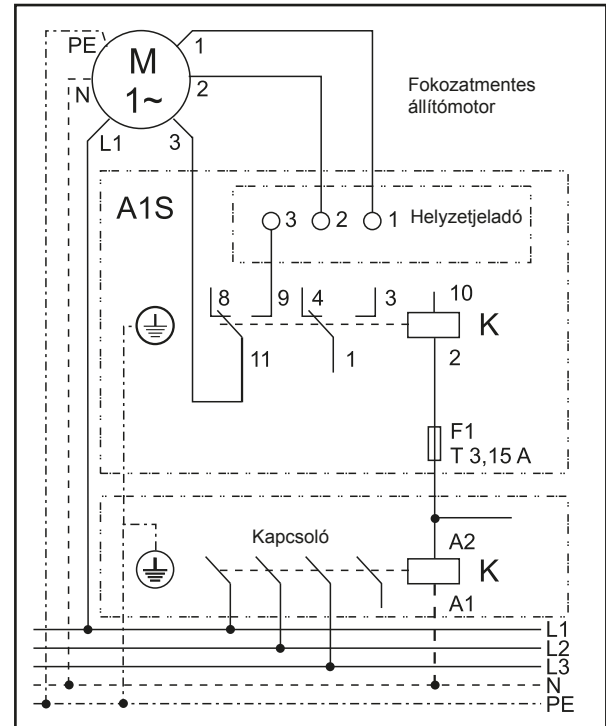 PE
1
M
1~
N
2
L1
3
Fokozatmentes
állítómotor
A1S
3 2 1 Helyzetjeladó
8 9 4 3 10
K
11 1 2
F1
T 3,15 A
Kapcsoló
A2
K
A1
L1
L2
L3
N
PE